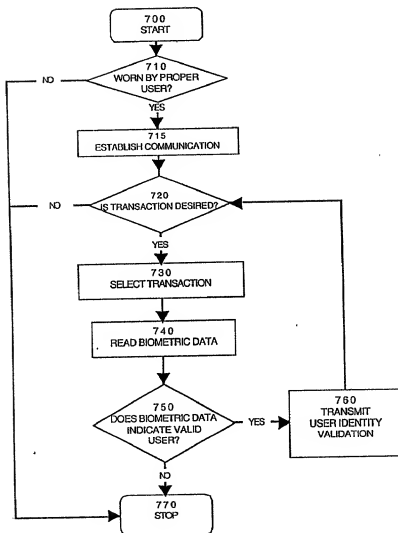 700
START
710
WORN BY PROPER
USER?
NO
YES
715
ESTABLISH COMMUNICATION
720
IS TRANSACTION DESIRED?
NO
YES
730
SELECT TRANSACTION
740
READ BIOMETRIC DATA
750
DOES BIOMETRIC DATA
INDICATE VALID
USER?
YES
760
TRANSMIT
USER IDENTITY
VALIDATION
NO
770
STOP